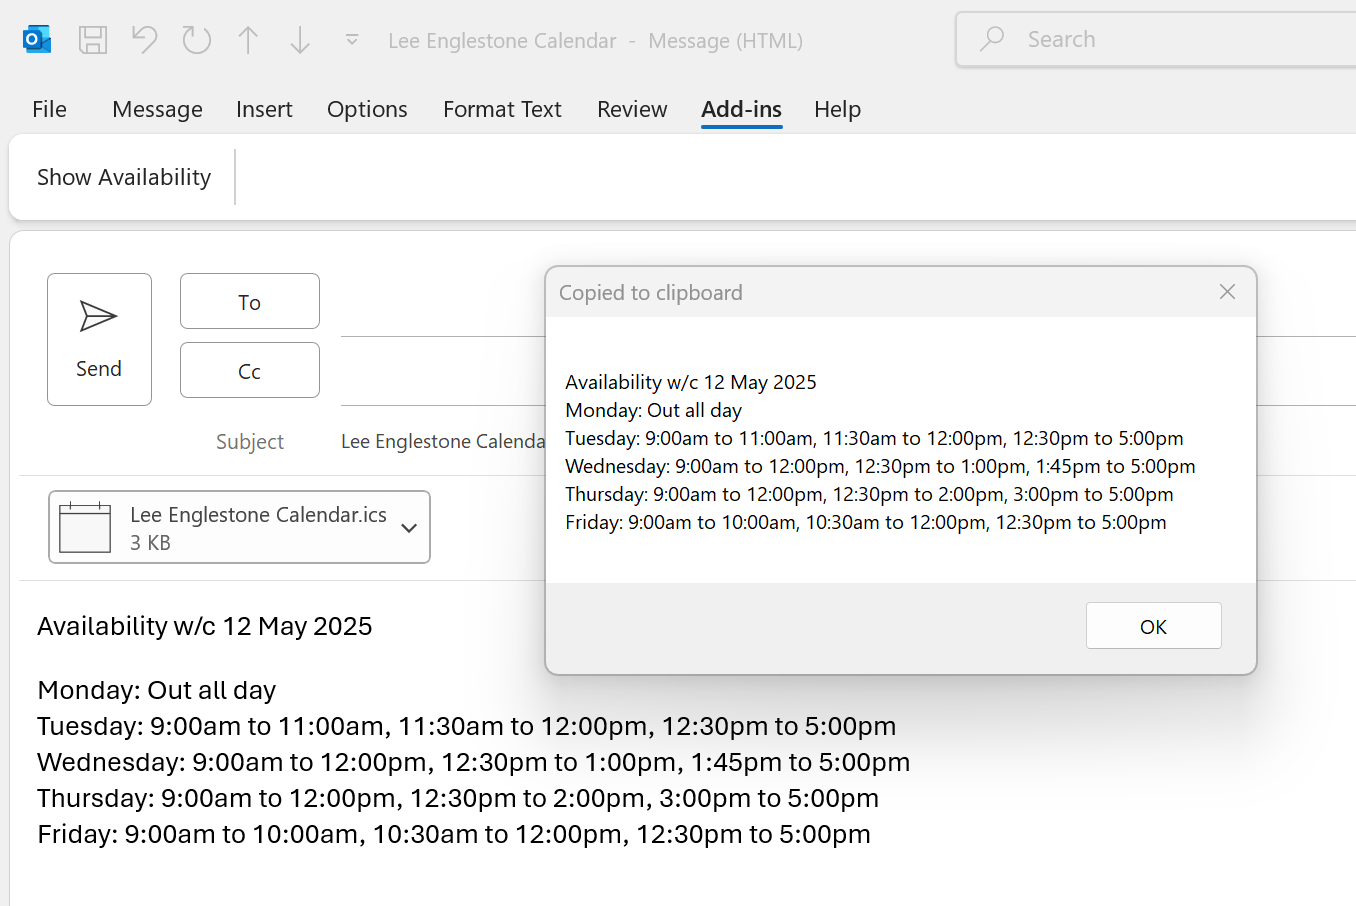 Lee Englestone Calendar - Message (HTML)
Search
File Message Insert Options Format Text Review Add-ins Help
Show Availability
Send
To
Cc
Subject
Lee Englestone Calenda
Lee Englestone Calendar.ics
3 KB
Copied to clipboard
Availability w/c 12 May 2025
Monday: Out all day
Tuesday: 9:00am to 11:00am, 11:30am to 12:00pm, 12:30pm to 5:00pm
Wednesday: 9:00am to 12:00pm, 12:30pm to 1:00pm, 1:45pm to 5:00pm
Thursday: 9:00am to 12:00pm, 12:30pm to 2:00pm, 3:00pm to 5:00pm
Friday: 9:00am to 10:00am, 10:30am to 12:00pm, 12:30pm to 5:00pm
OK
Availability w/c 12 May 2025
Monday: Out all day
Tuesday: 9:00am to 11:00am, 11:30am to 12:00pm, 12:30pm to 5:00pm
Wednesday: 9:00am to 12:00pm, 12:30pm to 1:00pm, 1:45pm to 5:00pm
Thursday: 9:00am to 12:00pm, 12:30pm to 2:00pm, 3:00pm to 5:00pm
Friday: 9:00am to 10:00am, 10:30am to 12:00pm, 12:30pm to 5:00pm